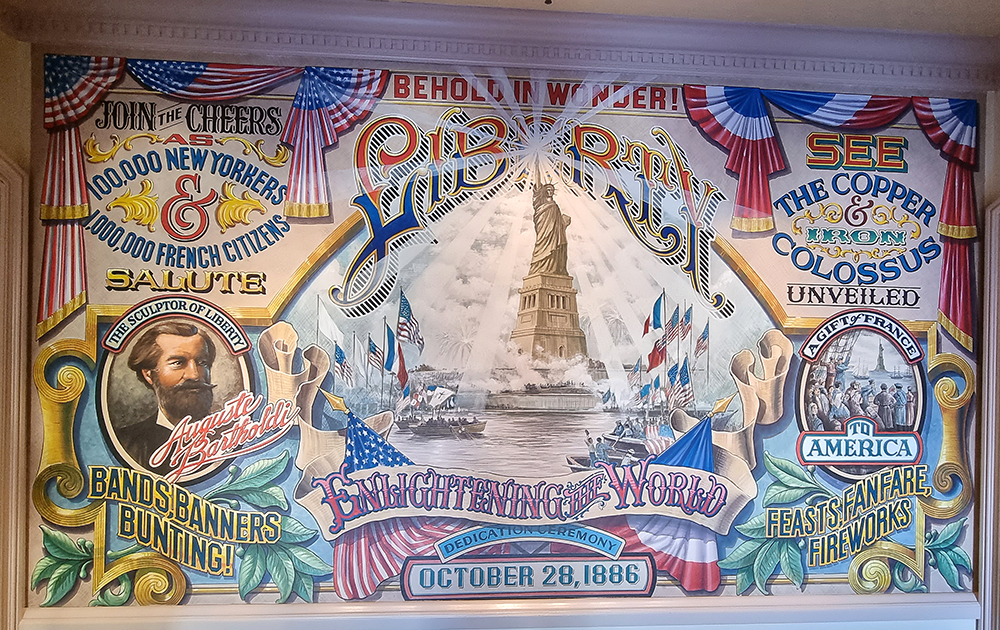 BEHOLD IN WONDER!
LIBERTY
JOIN THE CHEERS
AS
100,000 NEW YORKERS
&
1,000,000 FRENCH CITIZENS
SALUTE
THE SCULPTOR OF LIBERTY
Auguste
Bartholdi
BANDS, BANNERS
BUNTING!
SEE
THE COPPER
&
IRON
COLOSSUS
UNVEILED
A GIFT of FRANCE
TO
AMERICA
FEASTS, FANFARE,
FIREWORKS
ENLIGHTENING THE WORLD
DEDICATION CEREMONY
OCTOBER 28, 1886